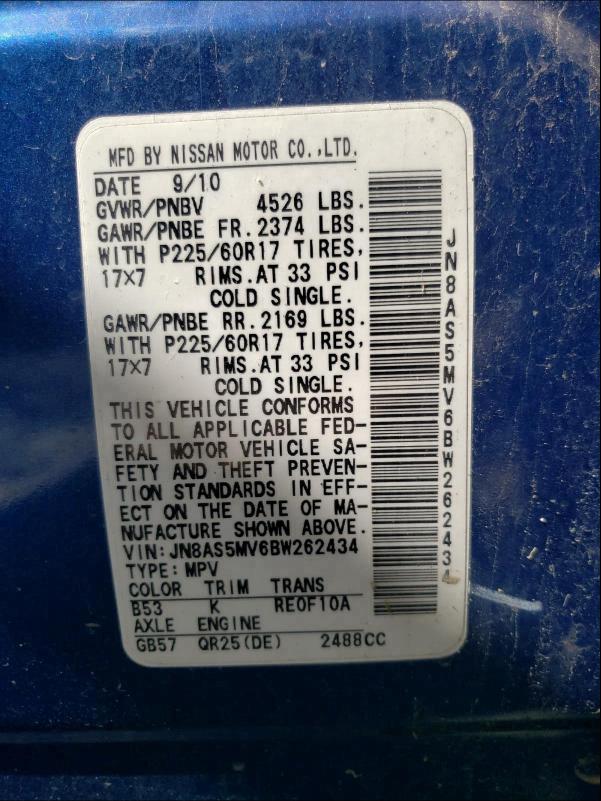 MFD BY NISSAN MOTOR CO.,LTD.
DATE 9/10
GVWR/PNBV 4526 LBS.
GAWR/PNBE FR.2374 LBS.
WITH P225/60R17 TIRES,
17×7 RIMS.AT 33 PSI
COLD SINGLE.
GAWR/PNBE RR.2169 LBS.
WITH P225/60R17 TIRES,
17×7 RIMS.AT 33 PSI
COLD SINGLE.
THIS VEHICLE CONFORMS
TO ALL APPLICABLE FED-
ERAL MOTOR VEHICLE SA-
FETY AND THEFT PREVEN-
TION STANDARDS IN EFF-
ECT ON THE DATE OF MA-
NUFACTURE SHOWN ABOVE.
VIN:JN8AS5MV6BW262434
TYPE:MPV
COLOR TRIM TRANS
B53 K RE0F10A
AXLE ENGINE
GB57 QR25(DE) 2488CC
JN8AS5MV6BW262434